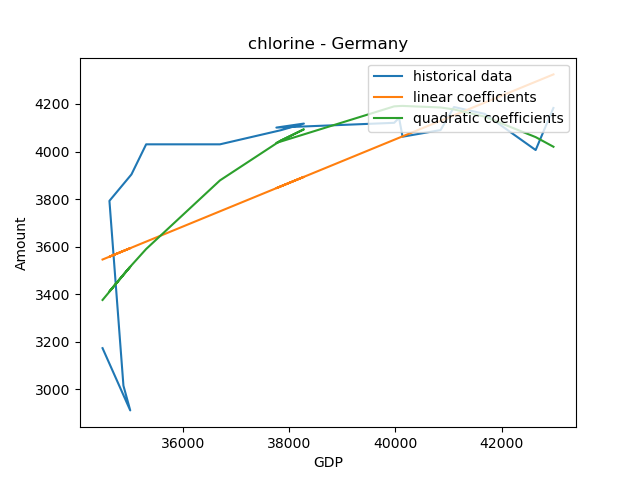 chlorine - Germany
historical data
linear coefficients
quadratic coefficients
4200
4000
3800
3600
3400
3200
3000
Amount
36000
38000
40000
42000
GDP